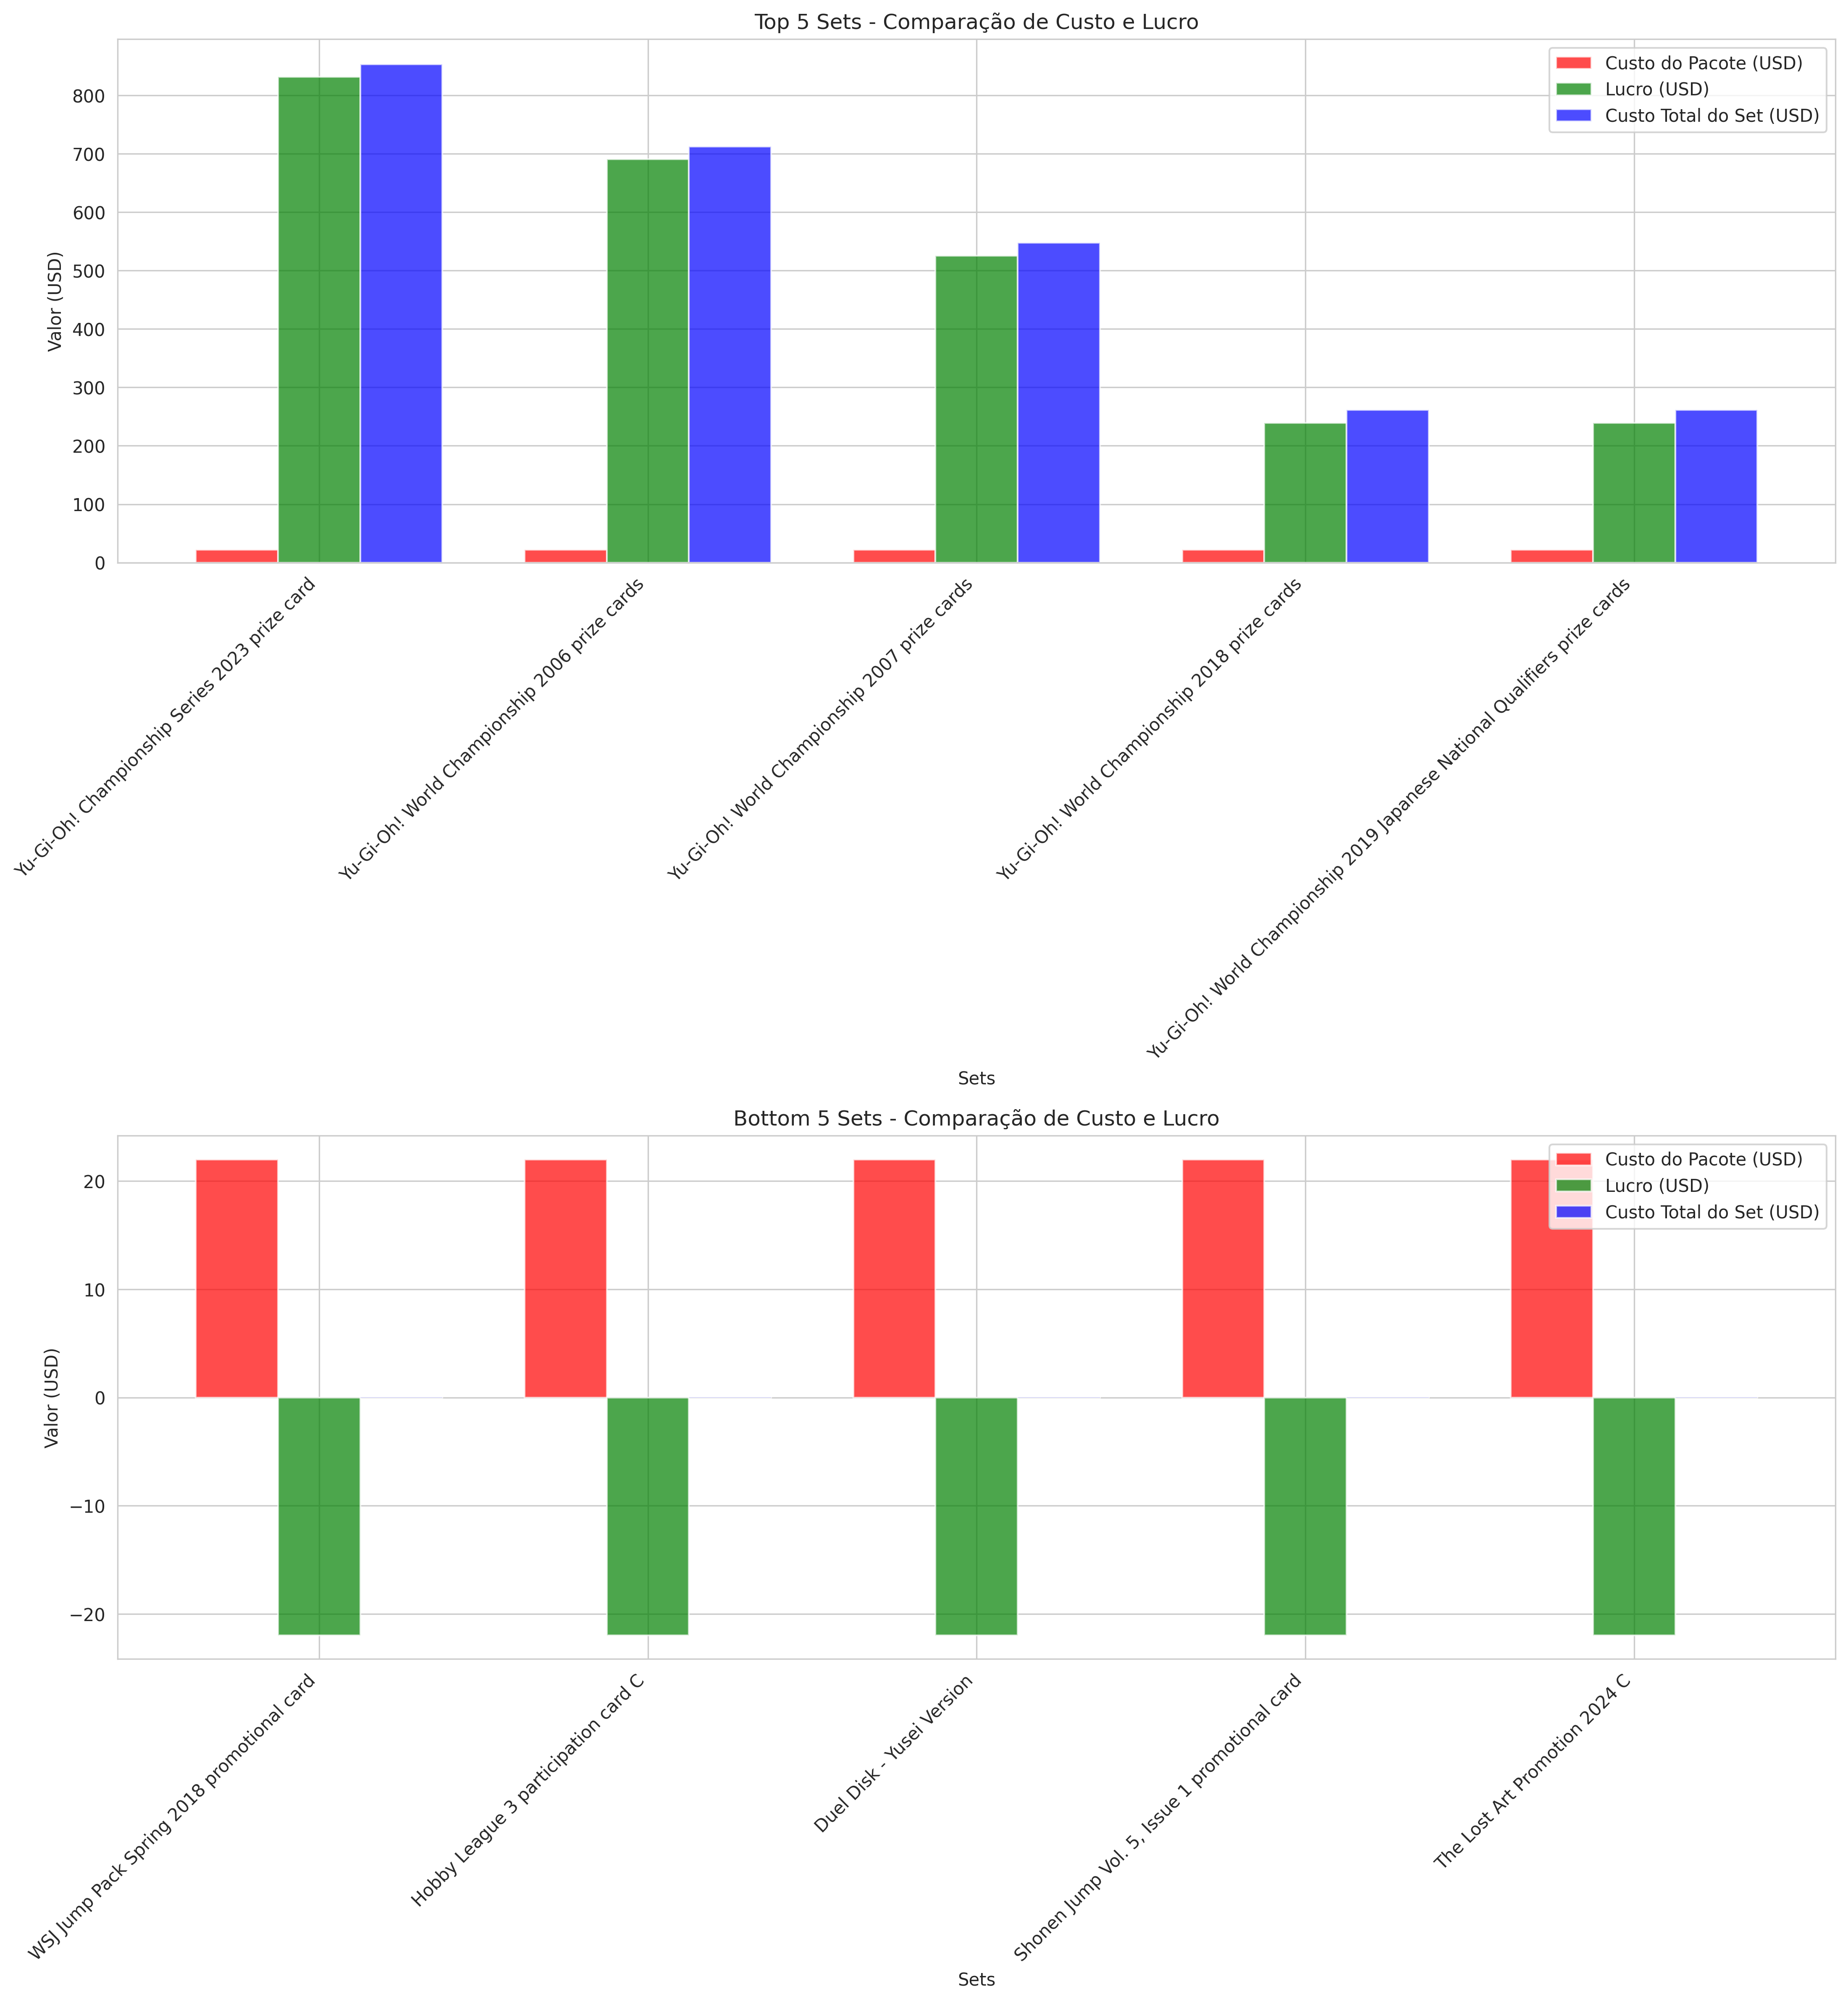 Top 5 Sets - Comparação de Custo e Lucro
Custo do Pacote (USD)
Lucro (USD)
Custo Total do Set (USD)
Valor (USD)
800
700
600
500
400
300
200
100
0
Yu-Gi-Oh! Championship Series 2023 prize card
Yu-Gi-Oh! World Championship 2006 prize cards
Yu-Gi-Oh! World Championship 2007 prize cards
Yu-Gi-Oh! World Championship 2018 prize cards
Yu-Gi-Oh! World Championship 2019 Japanese National Qualifiers prize cards
Sets
Bottom 5 Sets - Comparação de Custo e Lucro
Custo do Pacote (USD)
Lucro (USD)
Custo Total do Set (USD)
Valor (USD)
20
10
0
−10
−20
WSJ Jump Pack Spring 2018 promotional card
Hobby League 3 participation card C
Duel Disk - Yusei Version
Shonen Jump Vol. 5, Issue 1 promotional card
The Lost Art Promotion 2024 C
Sets